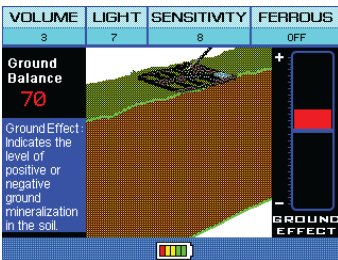 VOLUME LIGHT SENSITIVITY FERROUS
3 7 8 OFF
Ground
Balance
70
Ground Effect:
Indicates the
level of
positive or
negative
ground
mineralization
in the soil.
+
−
GROUND
EFFECT